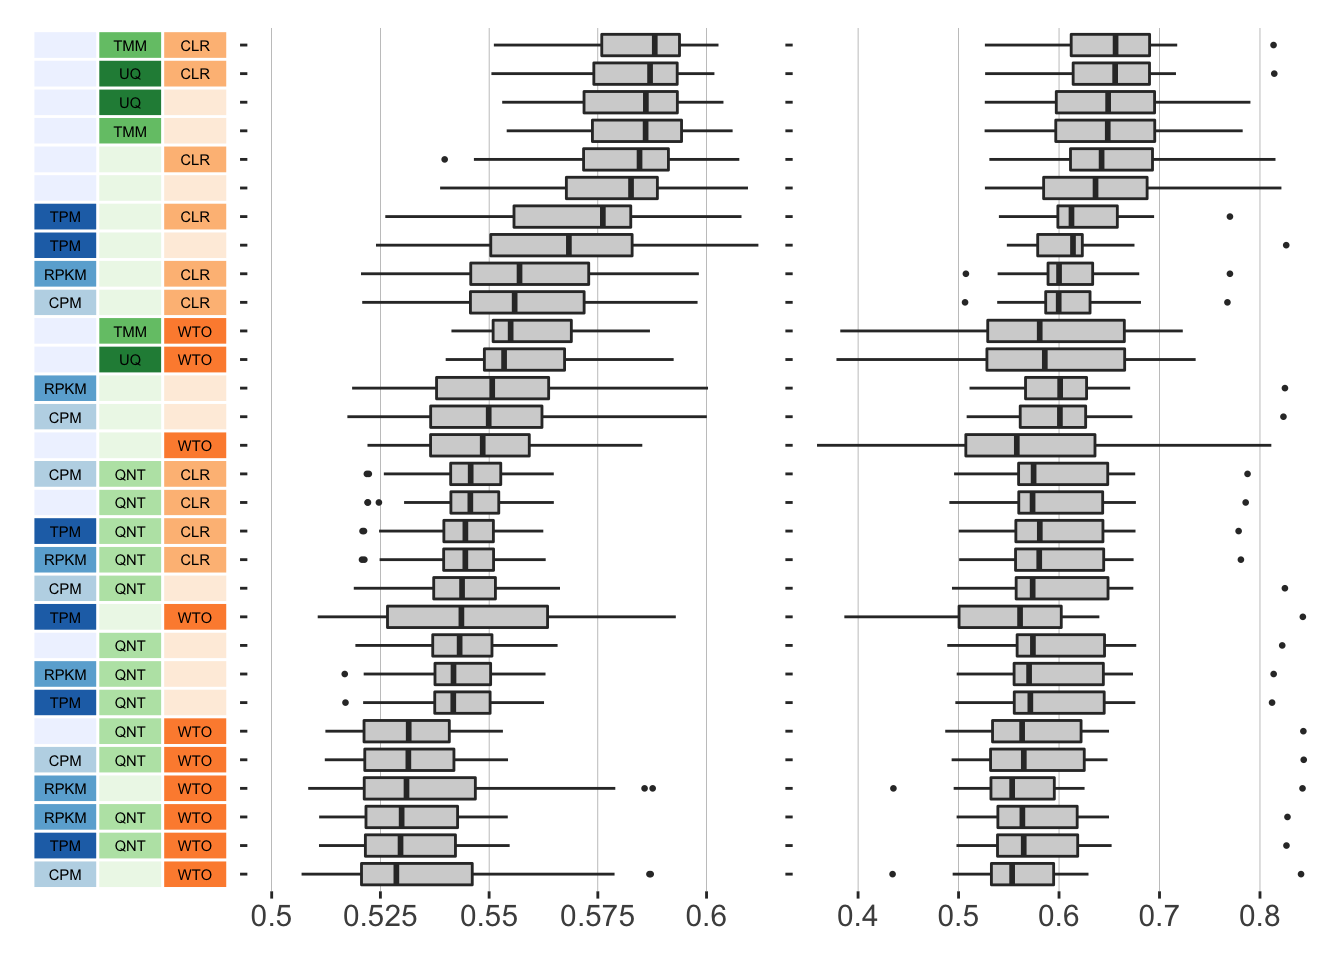 TMM CLR
UQ CLR
UQ
TMM
CLR
TPM CLR
TPM
RPKM CLR
CPM CLR
TMM WTO
UQ WTO
RPKM
CPM
WTO
CPM QNT CLR
QNT CLR
TPM QNT CLR
RPKM QNT CLR
CPM QNT
TPM WTO
QNT
RPKM QNT
TPM QNT
QNT WTO
CPM QNT WTO
RPKM WTO
RPKM QNT WTO
TPM QNT WTO
CPM WTO
0.5 0.525 0.55 0.575 0.6 0.4 0.5 0.6 0.7 0.8